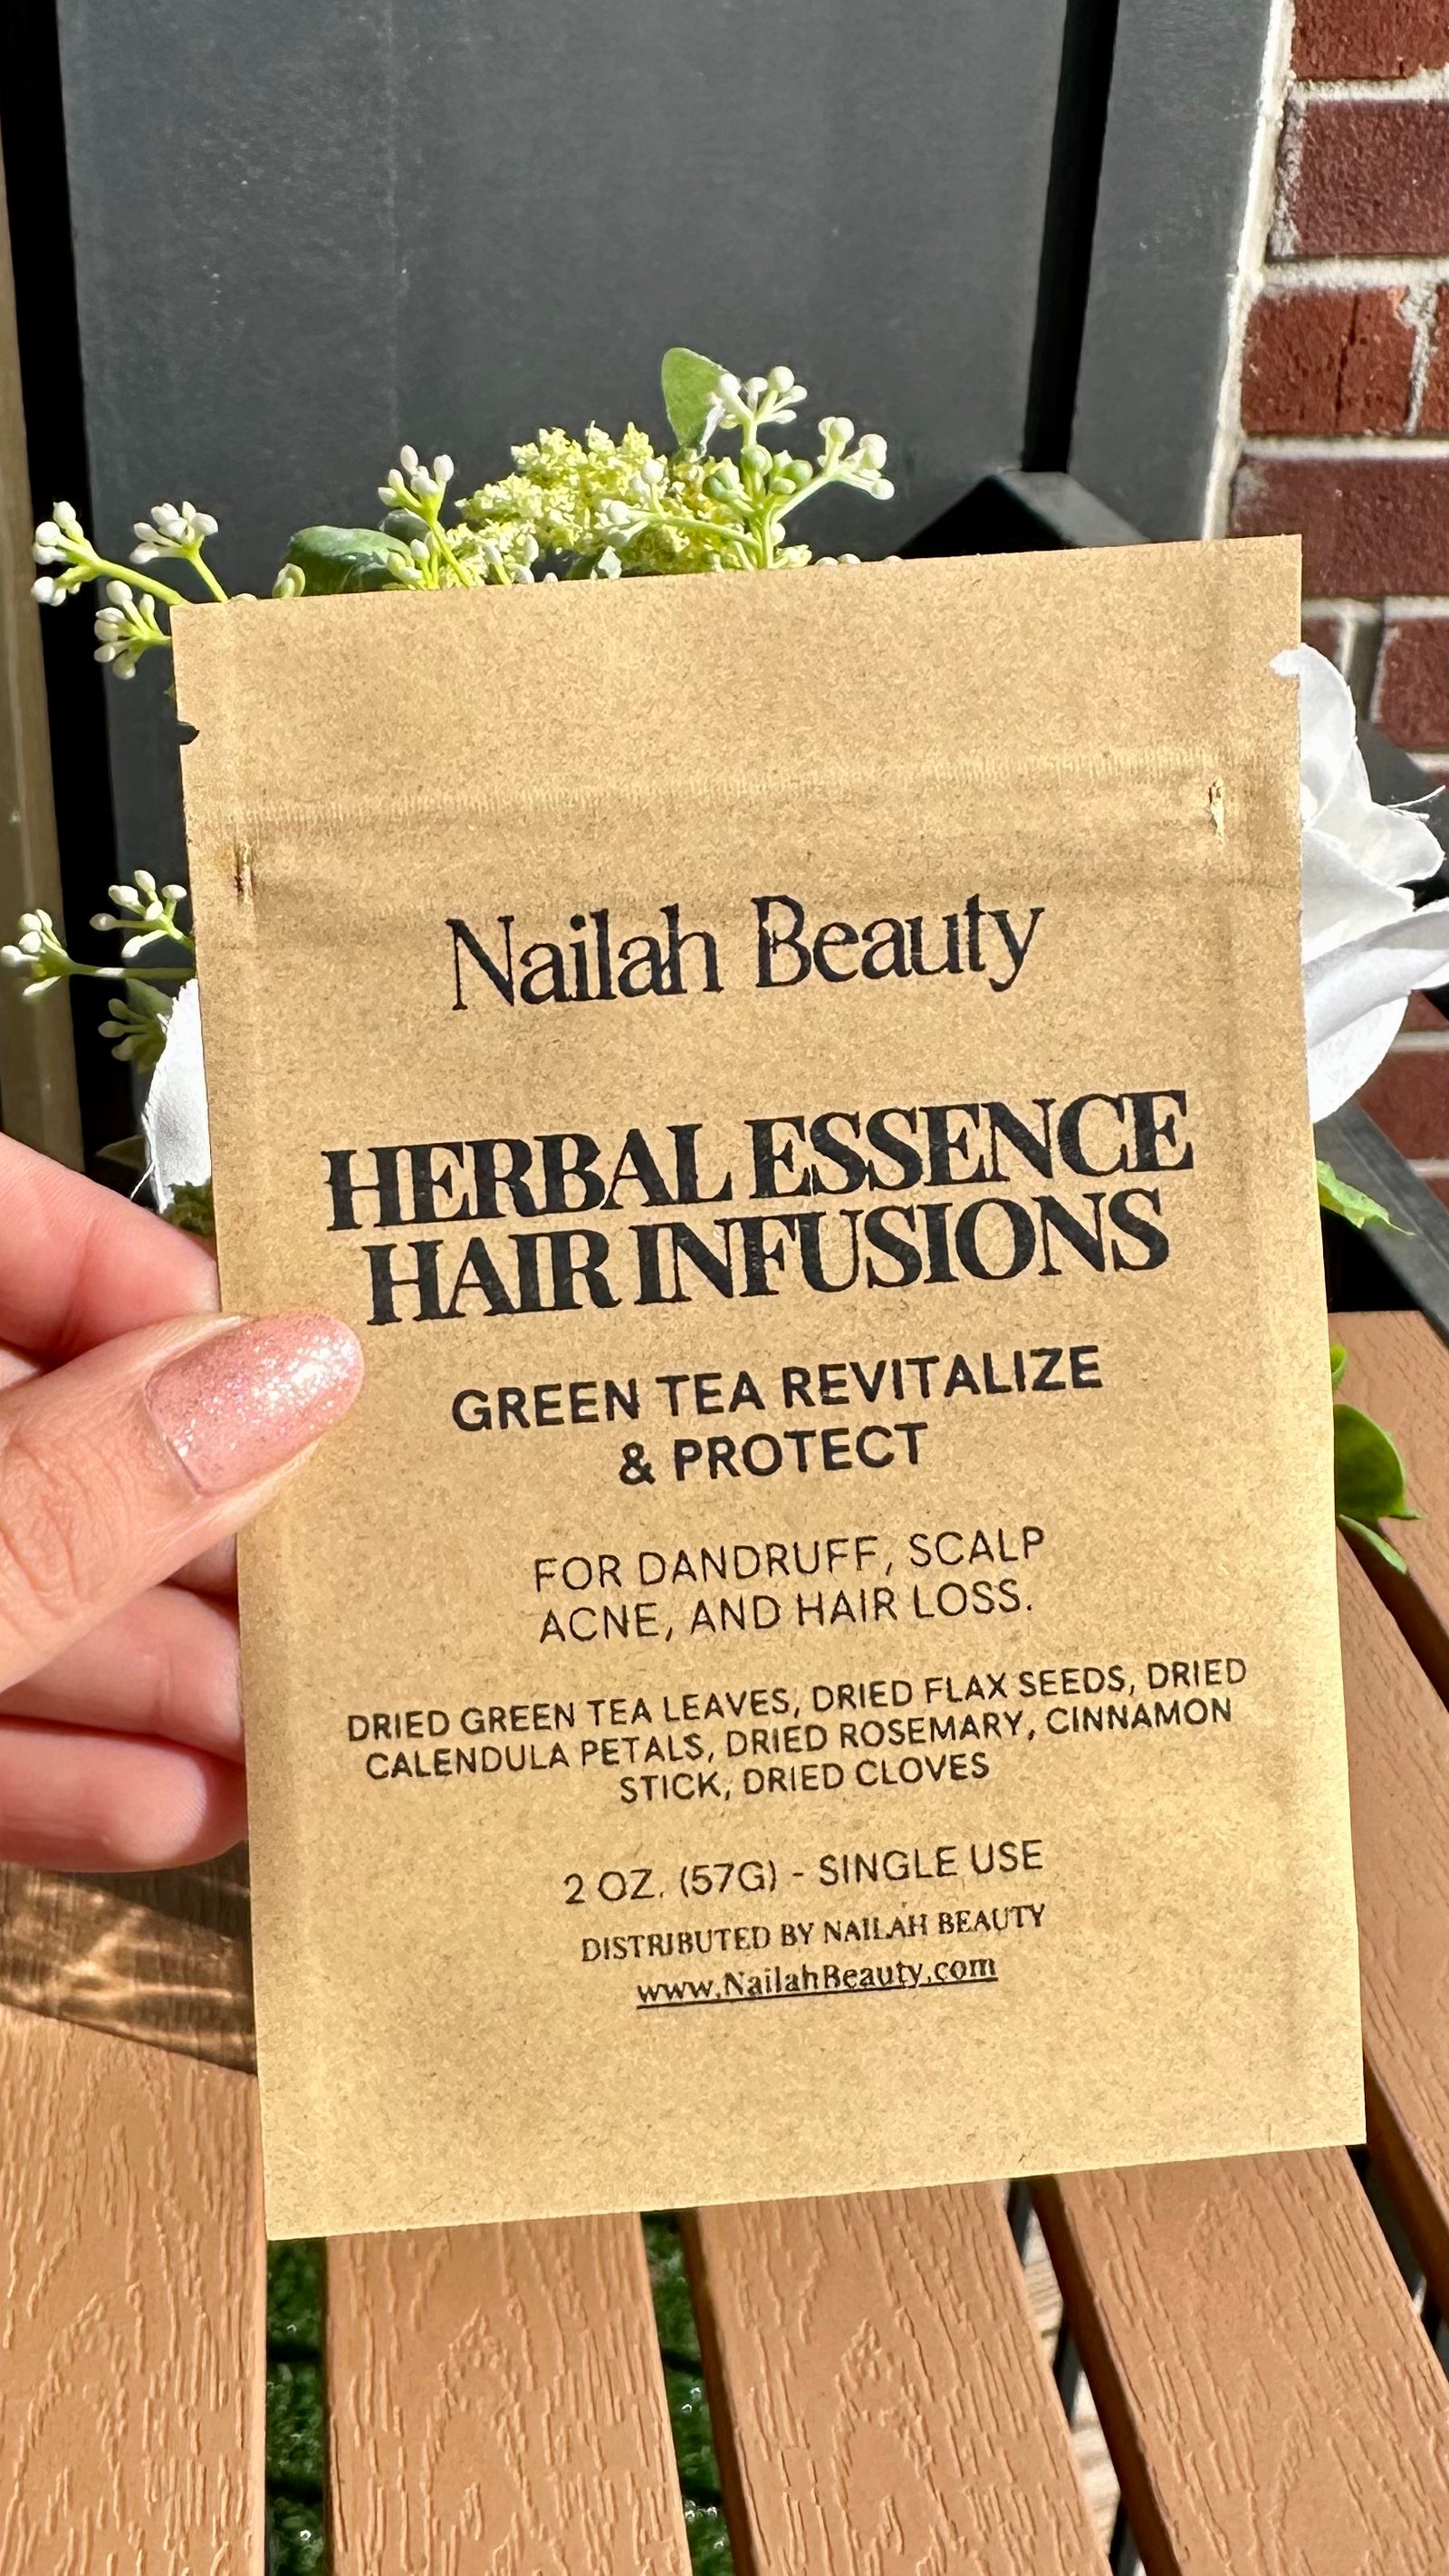 Nailah Beauty
HERBAL ESSENCE
HAIR INFUSIONS
GREEN TEA REVITALIZE
& PROTECT
FOR DANDRUFF, SCALP
ACNE, AND HAIR LOSS.
DRIED GREEN TEA LEAVES, DRIED FLAX SEEDS, DRIED
CALENDULA PETALS, DRIED ROSEMARY, CINNAMON
STICK, DRIED CLOVES
2 OZ. (57G) - SINGLE USE
DISTRIBUTED BY NAILAH BEAUTY
www.NailahBeauty.com